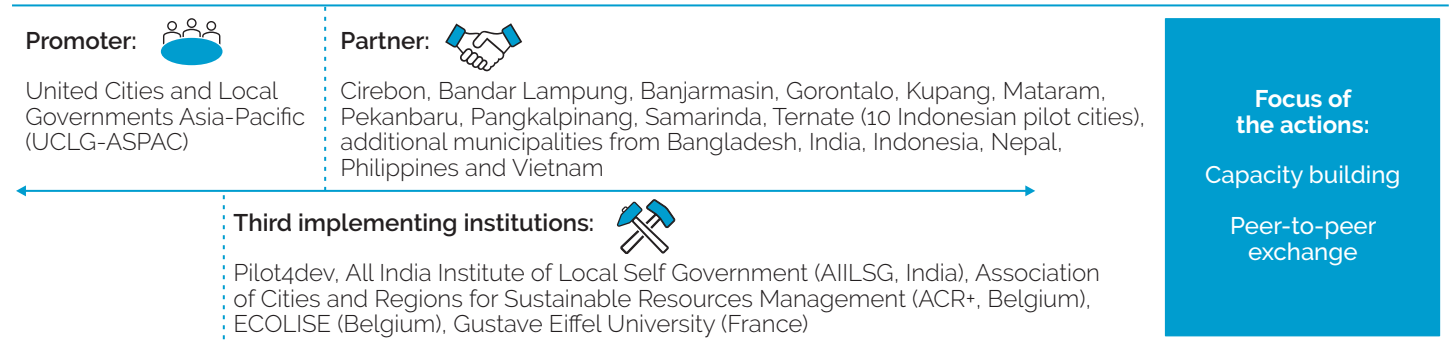 Promoter:
United Cities and Local
Governments Asia-Pacific
(UCLG-ASPAC)
Partner:
Cirebon, Bandar Lampung, Banjarmasin, Gorontalo, Kupang, Mataram,
Pekanbaru, Pangkalpinang, Samarinda, Ternate (10 Indonesian pilot cities),
additional municipalities from Bangladesh, India, Indonesia, Nepal,
Philippines and Vietnam
Third implementing institutions:
Pilot4dev, All India Institute of Local Self Government (AIILSG, India), Association
of Cities and Regions for Sustainable Resources Management (ACR+, Belgium),
ECOLISE (Belgium), Gustave Eiffel University (France)
Focus of
the actions:
Capacity building
Peer-to-peer
exchange